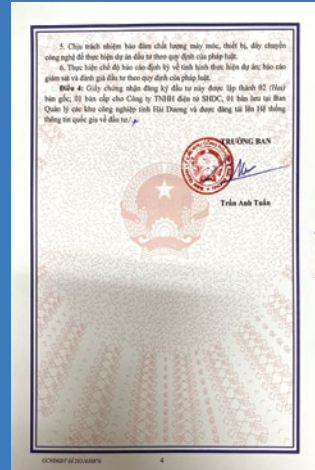 5. Chịu trách nhiệm bảo đảm chất lượng máy móc, thiết bị, dây chuyền
công nghệ để thực hiện dự án đầu tư theo quy định của pháp luật.
6. Thực hiện chế độ báo cáo định kỳ về tình hình thực hiện dự án; báo cáo
giám sát và đánh giá đầu tư theo quy định của pháp luật.
Điều 4: Giấy chứng nhận đăng ký đầu tư này được lập thành 02 (Hai)
bản gốc; 01 bản cấp cho Công ty TNHH điện tử SHDC, 01 bản lưu tại Ban
Quản lý các khu công nghiệp tỉnh Hải Dương và được đăng tải lên Hệ thống
thông tin quốc gia về đầu tư./.
TRƯỞNG BAN
Trần Anh Tuấn
4